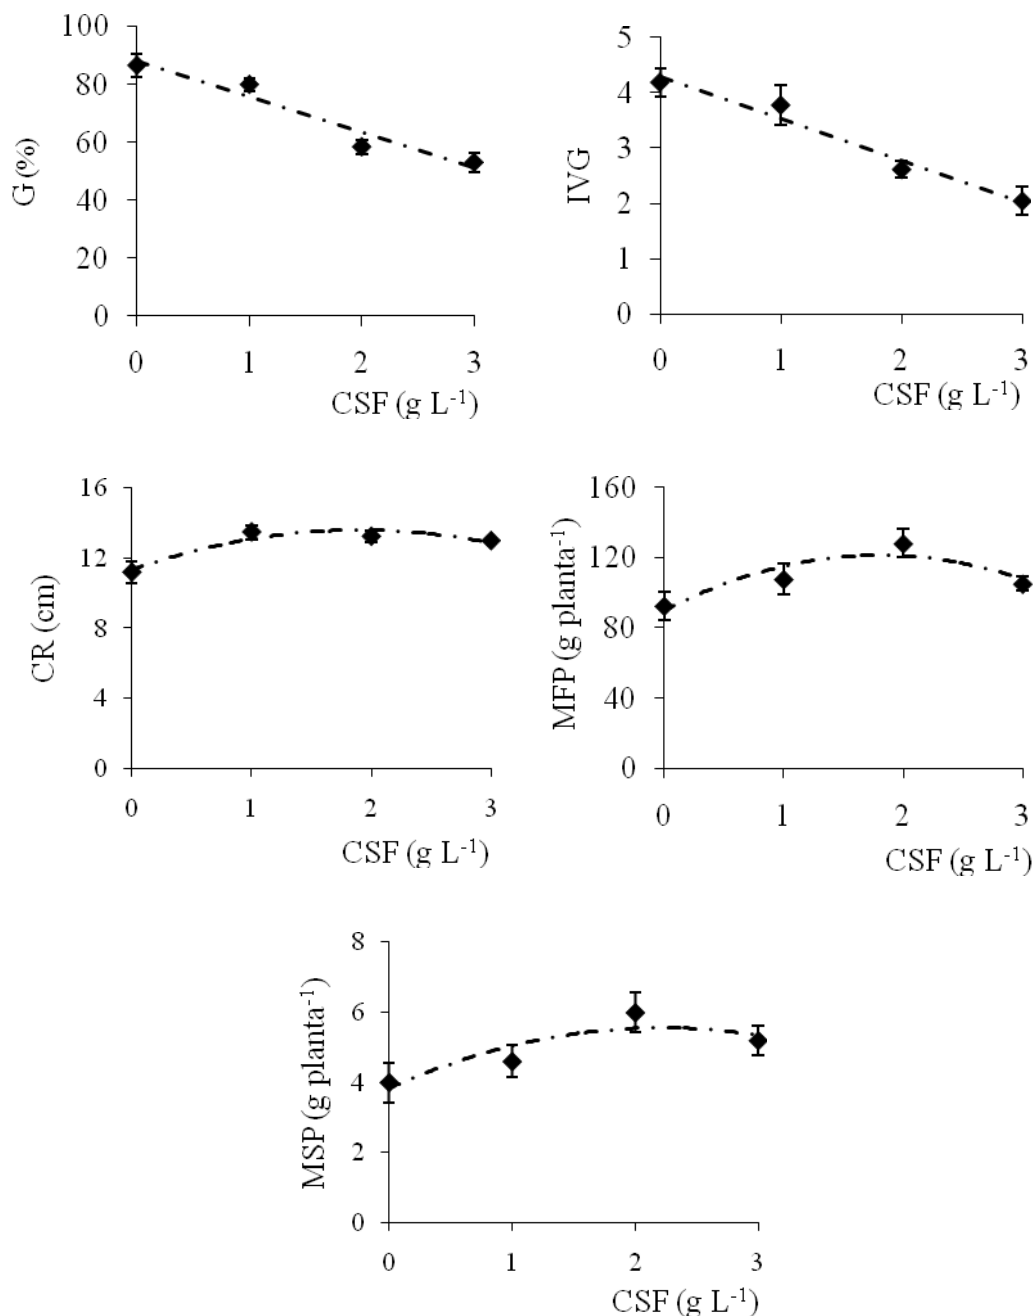 100
80
60
40
20
0
G (%)
0 1 2 3
CSF (g L⁻¹)
5
4
3
2
1
0
IVG
0 1 2 3
CSF (g L⁻¹)
16
12
8
4
0
CR (cm)
0 1 2 3
CSF (g L⁻¹)
160
120
80
40
0
MFP (g planta⁻¹)
0 1 2 3
CSF (g L⁻¹)
8
6
4
2
0
MSP (g planta⁻¹)
0 1 2 3
CSF (g L⁻¹)